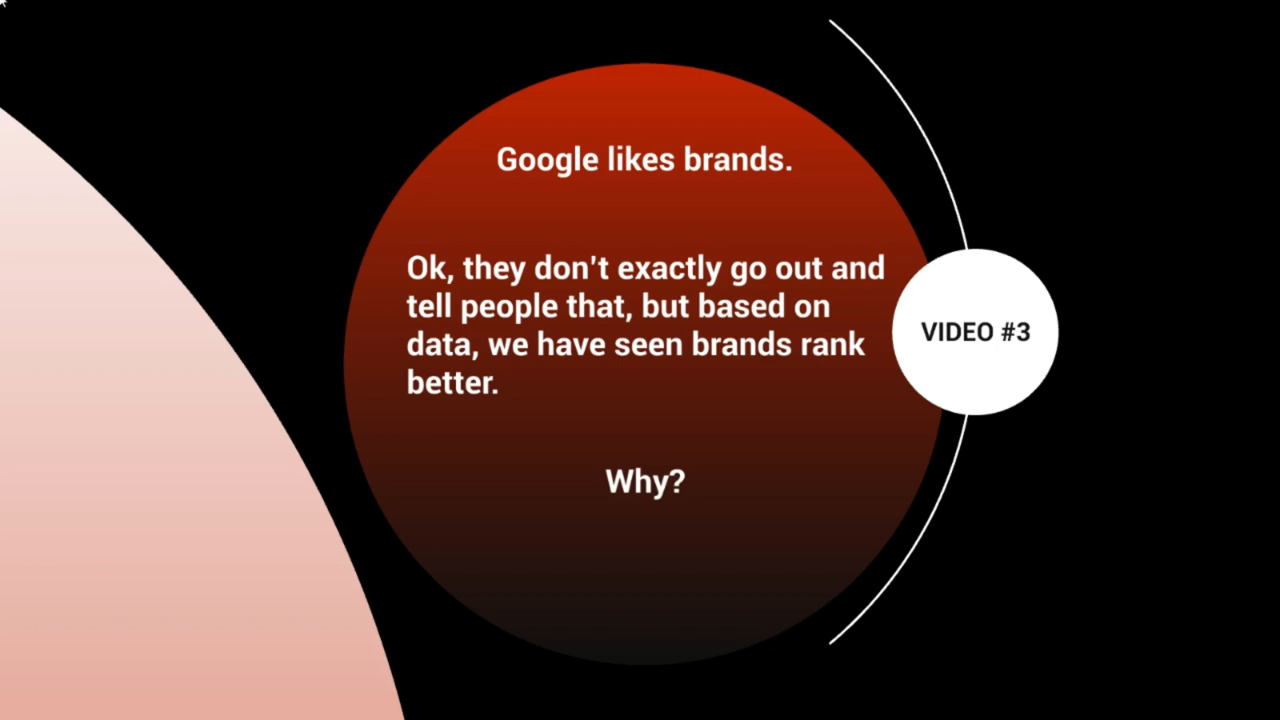 Google likes brands.
Ok, they don't exactly go out and
tell people that, but based on
data, we have seen brands rank
better.
VIDEO #3
Why?